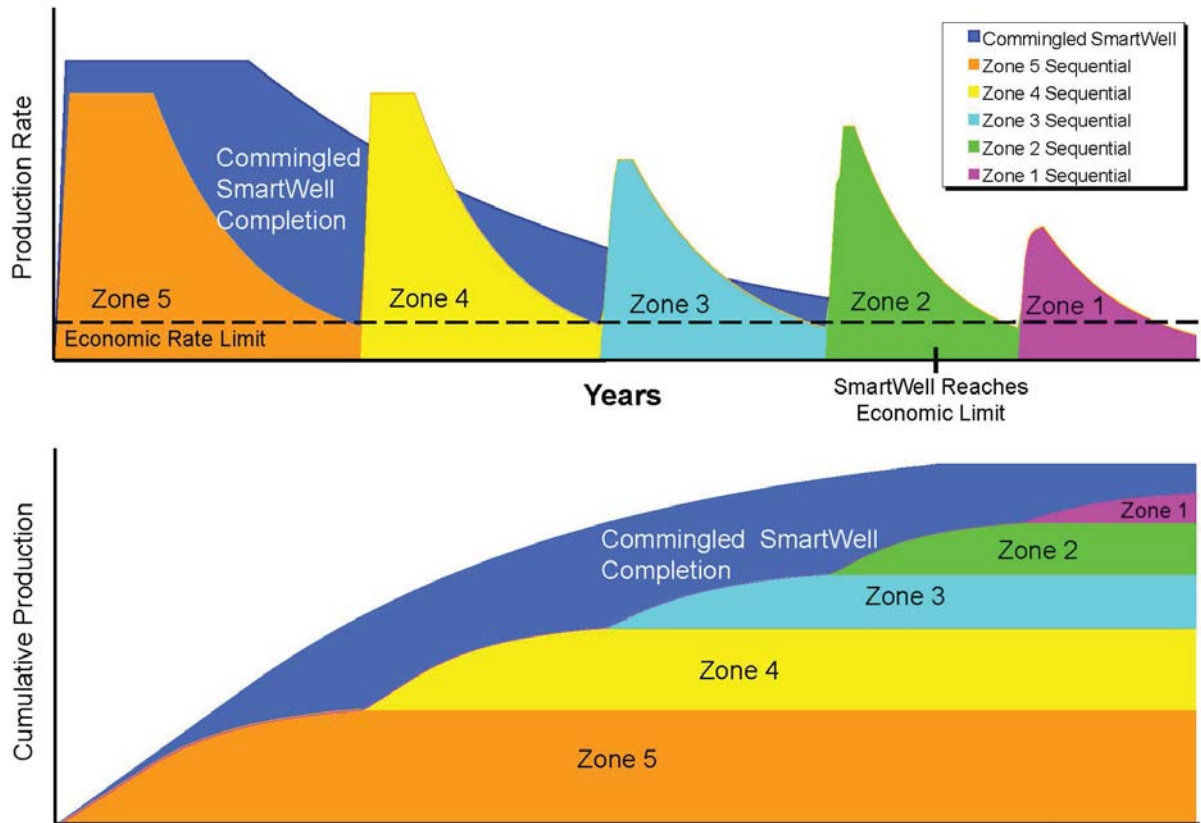 Production Rate
Commingled SmartWell
Zone 5 Sequential
Zone 4 Sequential
Zone 3 Sequential
Zone 2 Sequential
Zone 1 Sequential
Commingled
SmartWell
Completion
Zone 5
Zone 4
Zone 3
Zone 2
Zone 1
Economic Rate Limit
Years
SmartWell Reaches
Economic Limit
Cumulative Production
Commingled SmartWell
Completion
Zone 1
Zone 2
Zone 3
Zone 4
Zone 5